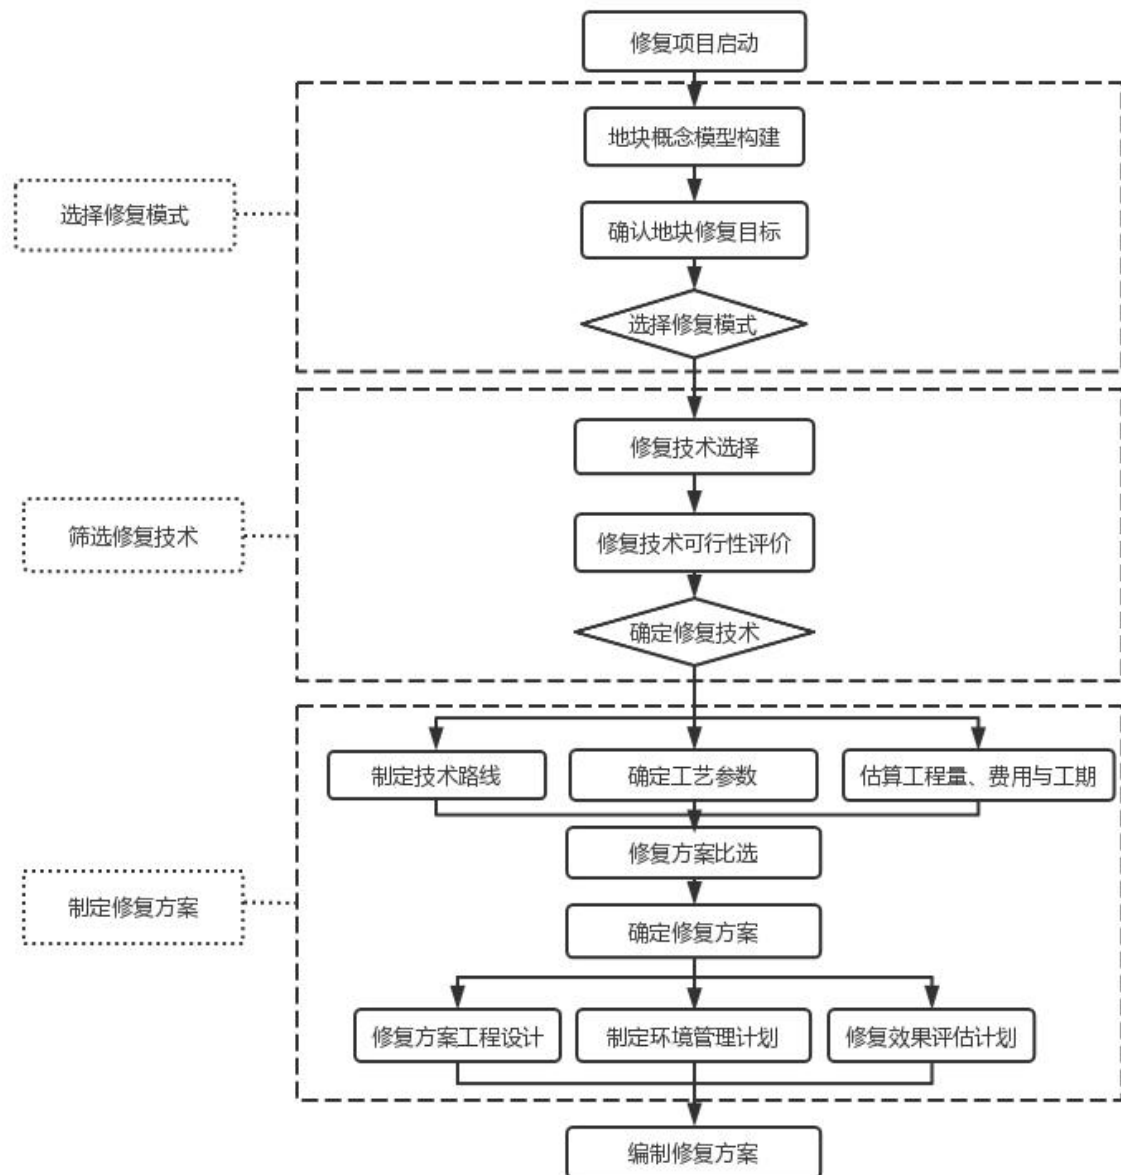 修复项目启动
地块概念模型构建
选择修复模式
确认地块修复目标
选择修复模式
修复技术选择
筛选修复技术
修复技术可行性评价
确定修复技术
制定技术路线
确定工艺参数
估算工程量、费用与工期
修复方案比选
制定修复方案
确定修复方案
修复方案工程设计
制定环境管理计划
修复效果评估计划
编制修复方案